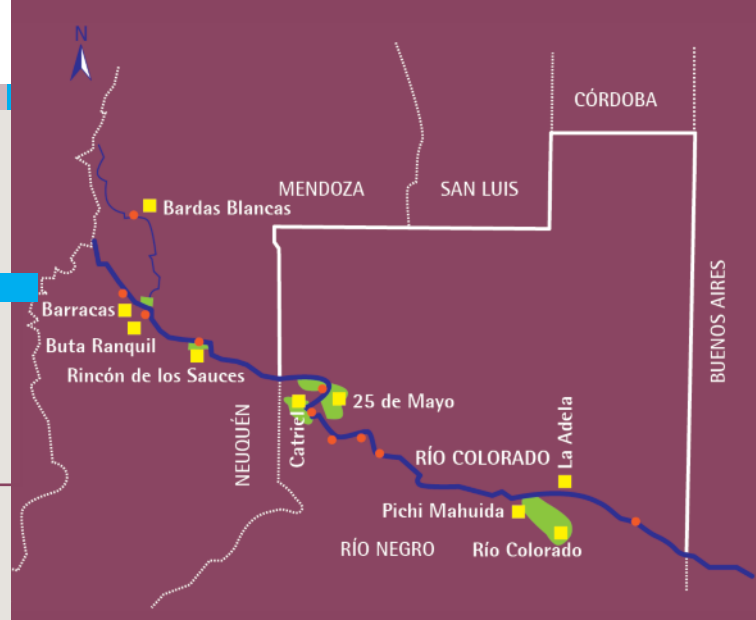 N
CÓRDOBA
MENDOZA
SAN LUIS
Bardas Blancas
BUENOS AIRES
Barracas
Buta Ranquil
Rincón de los Sauces
NEUQUÉN
Catriel
25 de Mayo
RÍO COLORADO
La Adela
Pichi Mahuida
RÍO NEGRO
Río Colorado